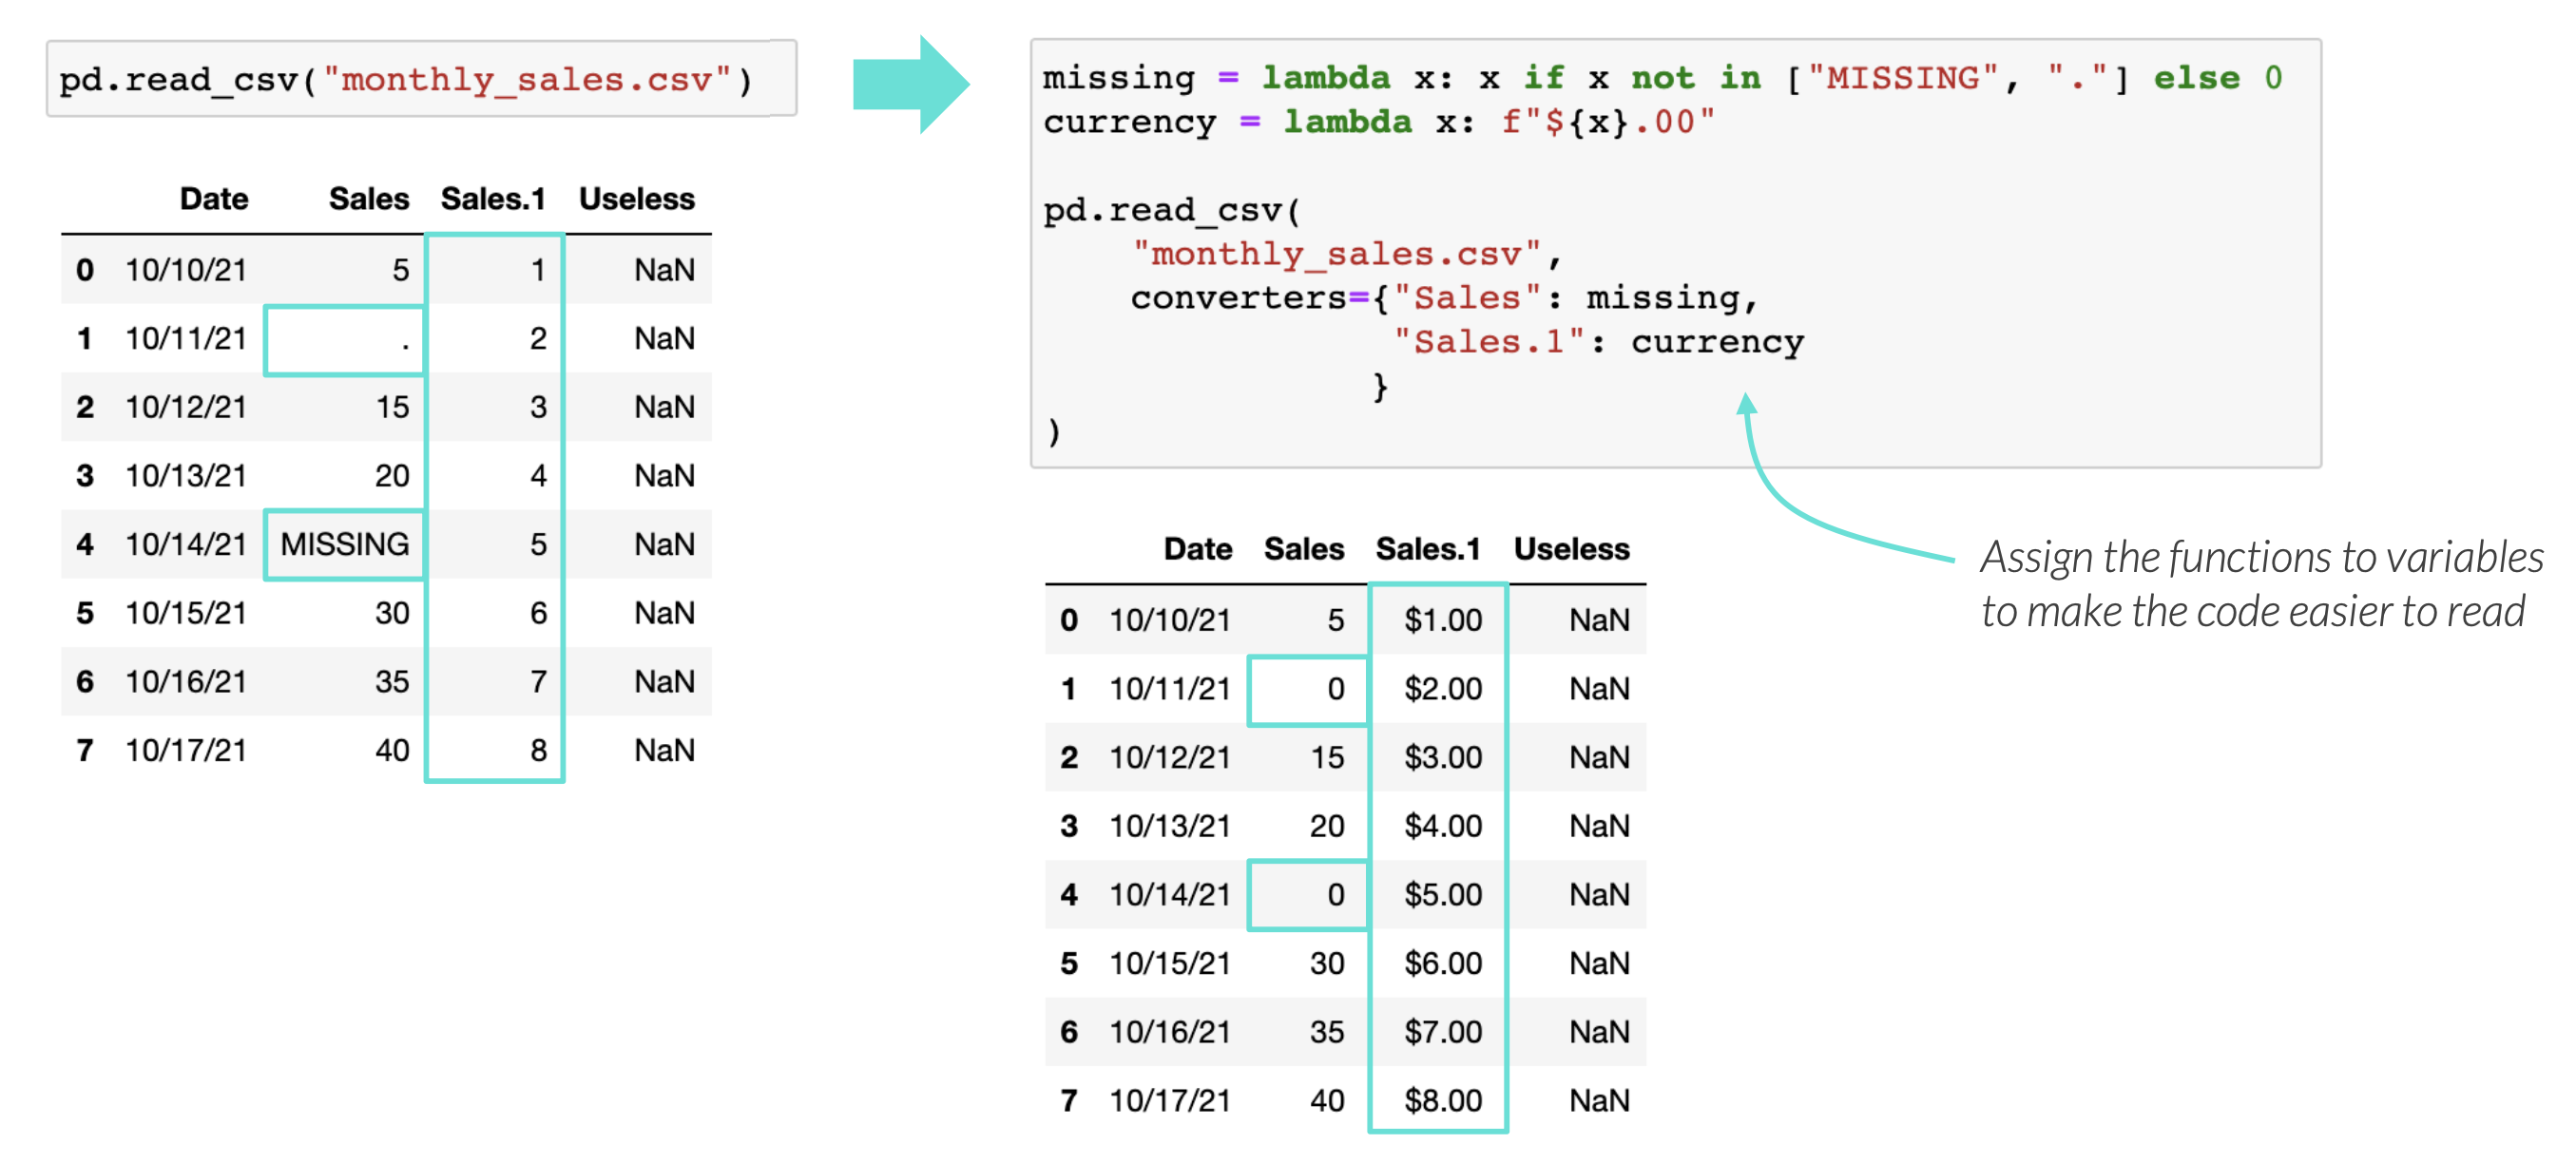 pd.read_csv("monthly_sales.csv")
Date Sales Sales.1 Useless
0 10/10/21 5 1 NaN
1 10/11/21 . 2 NaN
2 10/12/21 15 3 NaN
3 10/13/21 20 4 NaN
4 10/14/21 MISSING 5 NaN
5 10/15/21 30 6 NaN
6 10/16/21 35 7 NaN
7 10/17/21 40 8 NaN
missing = lambda x: x if x not in ["MISSING", "."] else 0
currency = lambda x: f"${x}.00"
pd.read_csv(
"monthly_sales.csv",
converters={"Sales": missing,
"Sales.1": currency
}
)
Assign the functions to variables
to make the code easier to read
Date Sales Sales.1 Useless
0 10/10/21 5 $1.00 NaN
1 10/11/21 0 $2.00 NaN
2 10/12/21 15 $3.00 NaN
3 10/13/21 20 $4.00 NaN
4 10/14/21 0 $5.00 NaN
5 10/15/21 30 $6.00 NaN
6 10/16/21 35 $7.00 NaN
7 10/17/21 40 $8.00 NaN